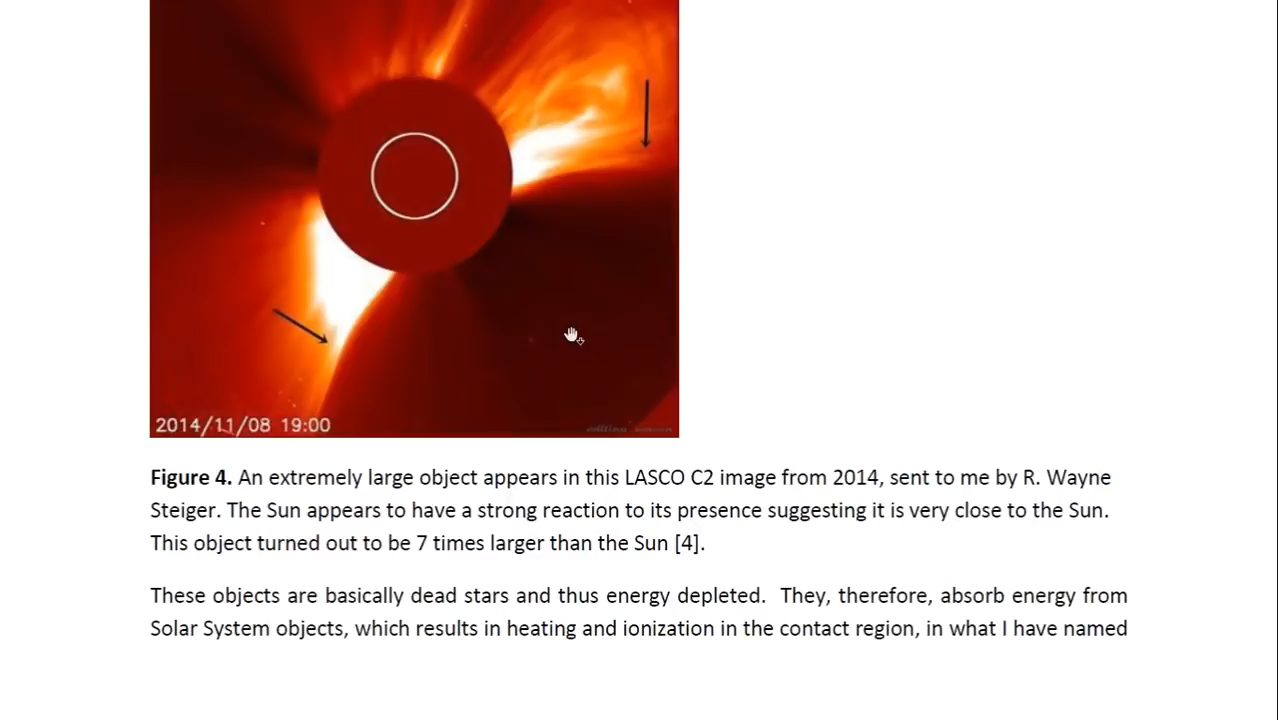 2014/11/08 19:00
Figure 4. An extremely large object appears in this LASCO C2 image from 2014, sent to me by R. Wayne
Steiger. The Sun appears to have a strong reaction to its presence suggesting it is very close to the Sun.
This object turned out to be 7 times larger than the Sun [4].
These objects are basically dead stars and thus energy depleted.  They, therefore, absorb energy from
Solar System objects, which results in heating and ionization in the contact region, in what I have named